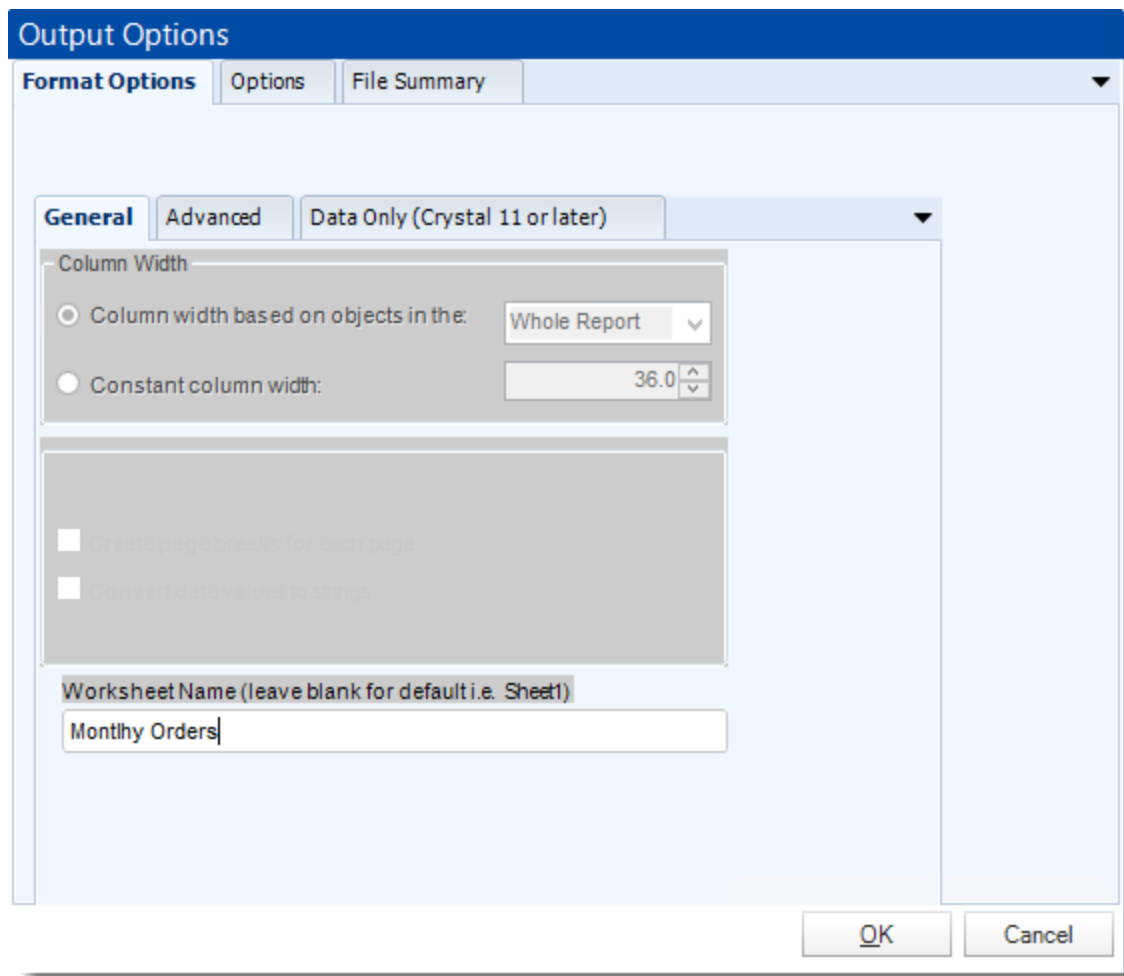 Output Options
Format Options Options File Summary
General Advanced Data Only (Crystal 11 or later)
Column Width
Column width based on objects in the: Whole Report
Constant column width: 36.0
Create page breaks for each page
Convert date values to strings
Worksheet Name (leave blank for default i.e. Sheet1)
Montlhy Orders
OK Cancel